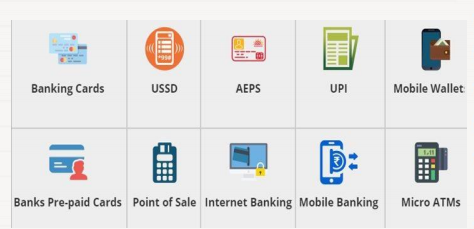 Banking Cards
USSD
AEPS
UPI
Mobile Wallets
Banks Pre-paid Cards
Point of Sale
Internet Banking
Mobile Banking
Micro ATMs